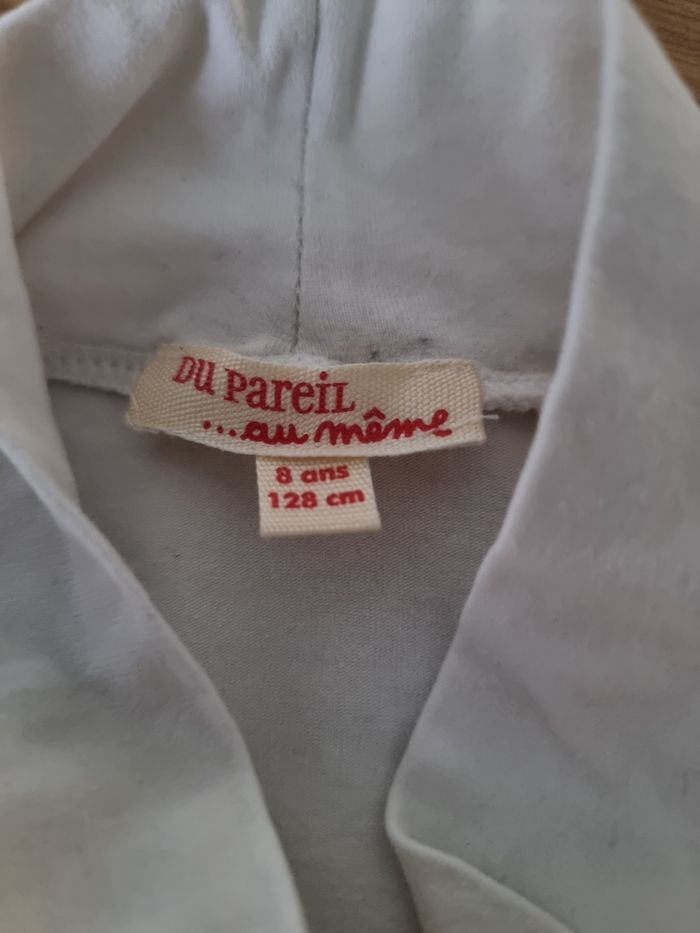 DU PareiL
...au même
8 ans
128 cm